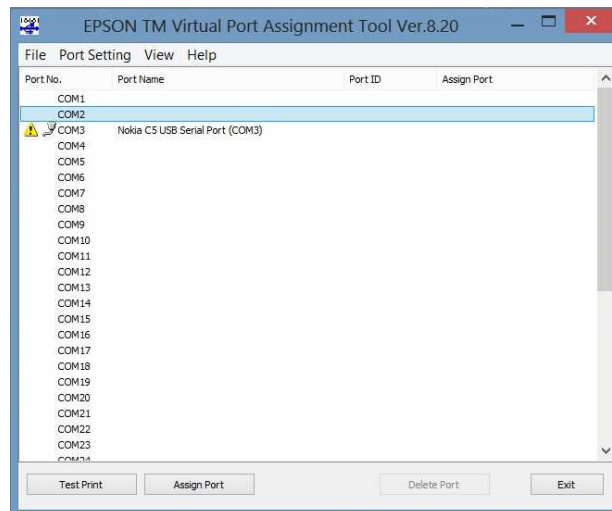 EPSON TM Virtual Port Assignment Tool Ver.8.20
File Port Setting View Help
Port No. Port Name Port ID Assign Port
COM1
COM2
COM3 Nokia C5 USB Serial Port (COM3)
COM4
COM5
COM6
COM7
COM8
COM9
COM10
COM11
COM12
COM13
COM14
COM15
COM16
COM17
COM18
COM19
COM20
COM21
COM22
COM23
COM24
Test Print Assign Port Delete Port Exit